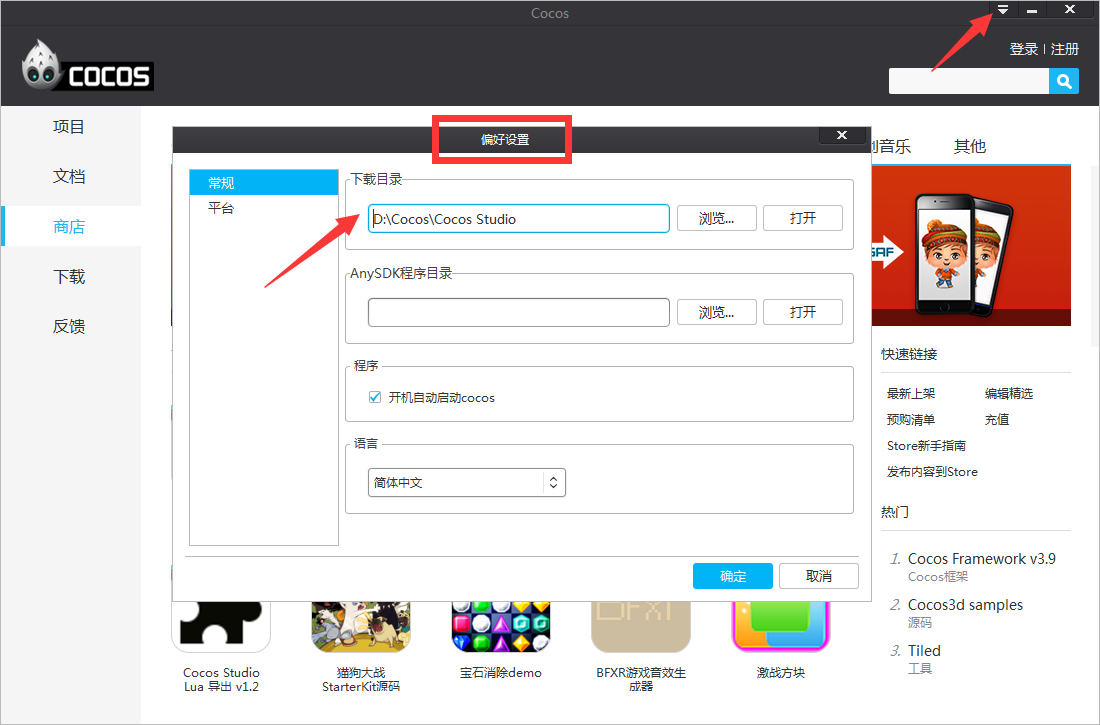 Cocos
登录 | 注册
COCOS
项目
文档
商店
下载
反馈
偏好设置
创音乐
其他
常规
平台
下载目录
D:\Cocos\Cocos Studio
浏览...
打开
AnySDK程序目录
浏览...
打开
程序
开机自动启动cocos
语言
简体中文
确定
取消
快速链接
最新上架
编辑精选
预购清单
充值
Store新手指南
发布内容到Store
热门
1. Cocos Framework v3.9
Cocos框架
2. Cocos3d samples
源码
3. Tiled
工具
BFXr
Cocos Studio
Lua 导出 v1.2
猫狗大战
StarterKit源码
宝石消除demo
BFXR游戏音效生
成器
激战方块